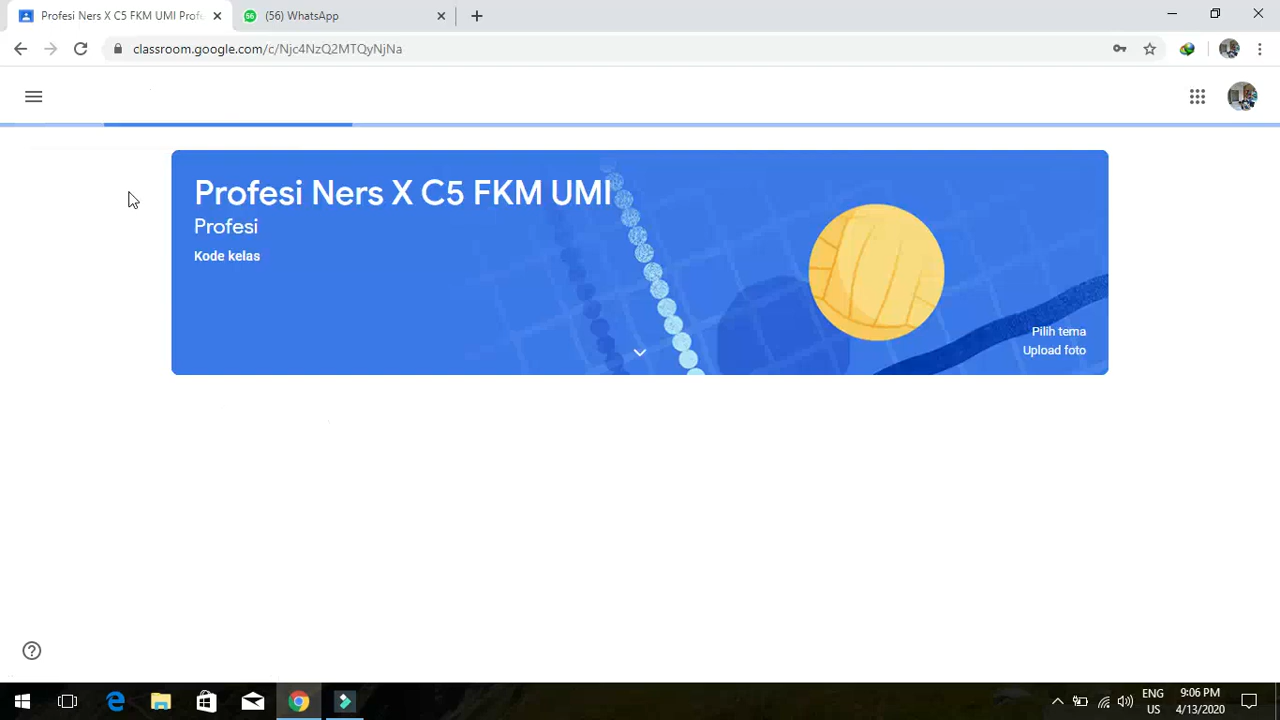 Profesi Ners X C5 FKM UMI Profe
(56) WhatsApp
classroom.google.com/c/Njc4NzQ2MTQyNjNa
Profesi Ners X C5 FKM UMI
Profesi
Kode kelas
Pilih tema
Upload foto
ENG
US
9:06 PM
4/13/2020